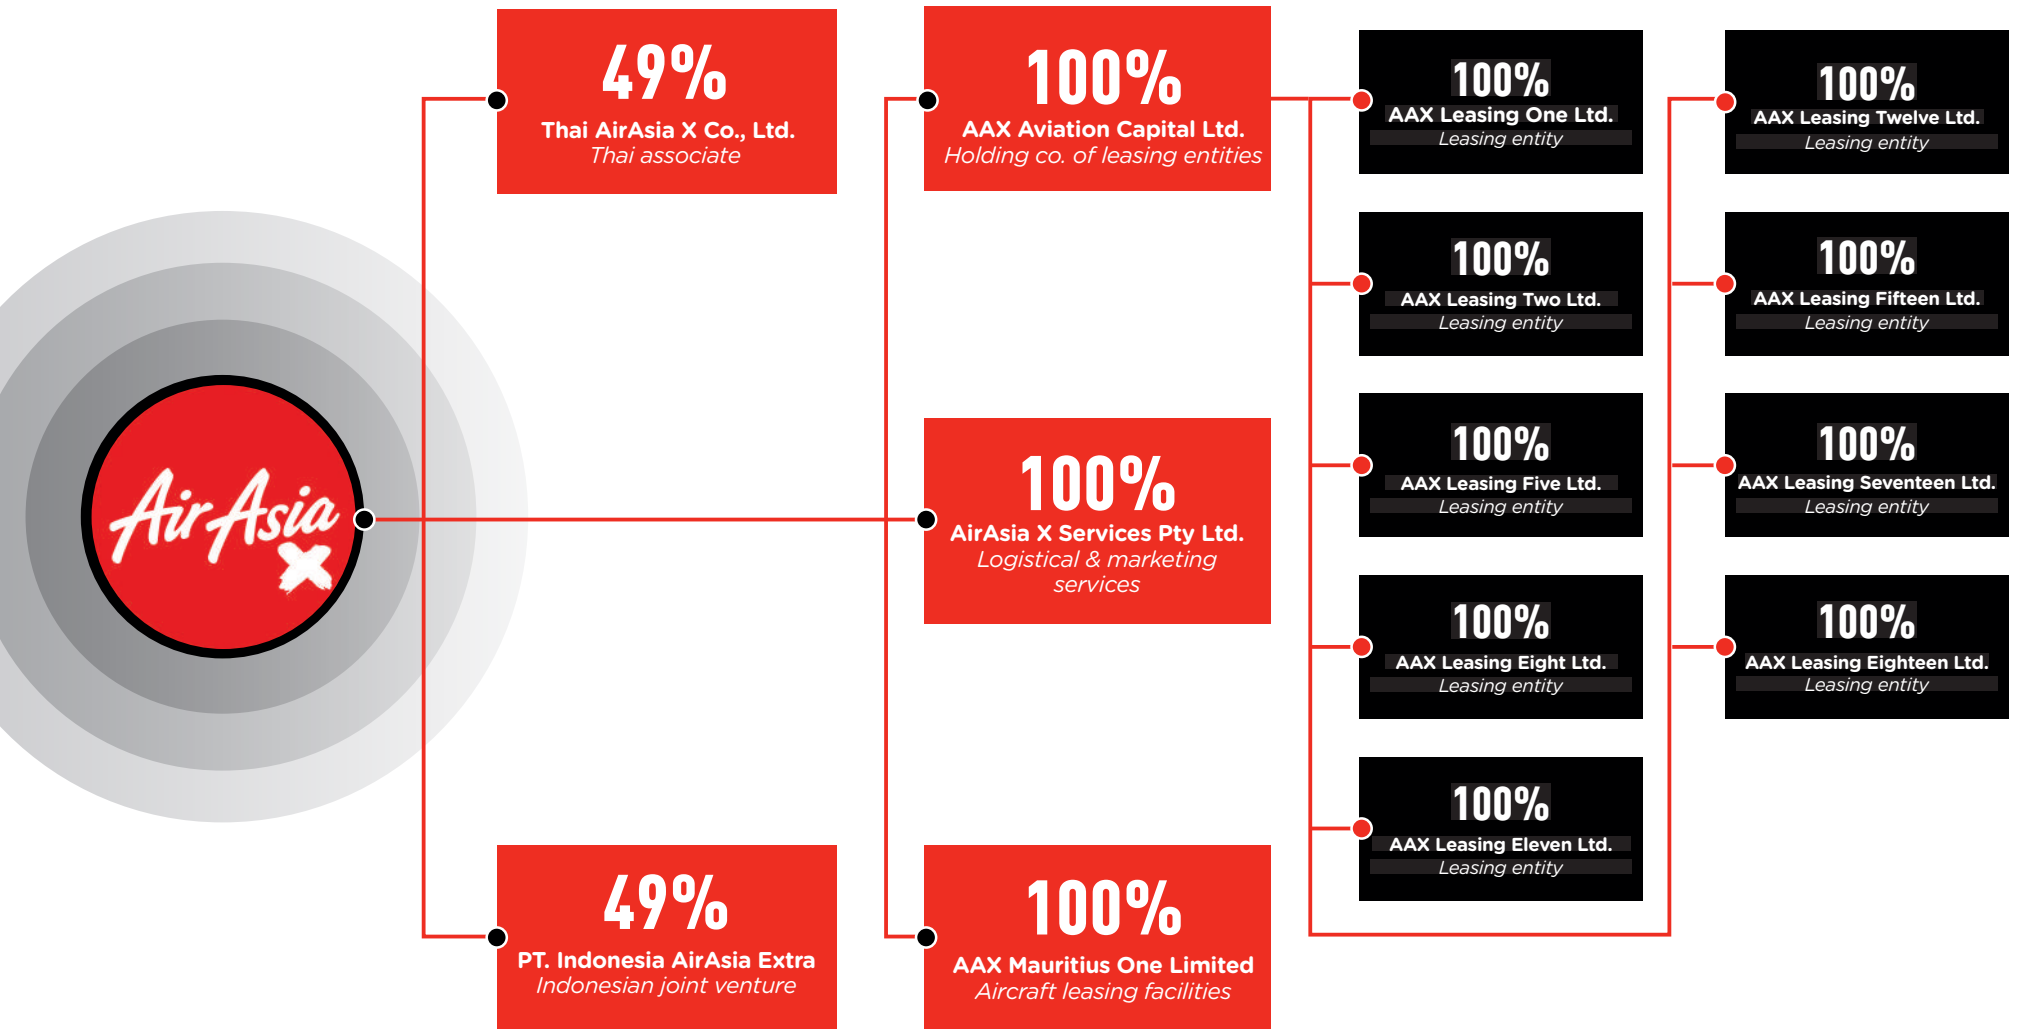 AirAsia
X
49%
Thai AirAsia X Co., Ltd.
Thai associate
49%
PT. Indonesia AirAsia Extra
Indonesian joint venture
100%
AAX Aviation Capital Ltd.
Holding co. of leasing entities
100%
AirAsia X Services Pty Ltd.
Logistical & marketing
services
100%
AAX Mauritius One Limited
Aircraft leasing facilities
100%
AAX Leasing One Ltd.
Leasing entity
100%
AAX Leasing Two Ltd.
Leasing entity
100%
AAX Leasing Five Ltd.
Leasing entity
100%
AAX Leasing Eight Ltd.
Leasing entity
100%
AAX Leasing Eleven Ltd.
Leasing entity
100%
AAX Leasing Twelve Ltd.
Leasing entity
100%
AAX Leasing Fifteen Ltd.
Leasing entity
100%
AAX Leasing Seventeen Ltd.
Leasing entity
100%
AAX Leasing Eighteen Ltd.
Leasing entity